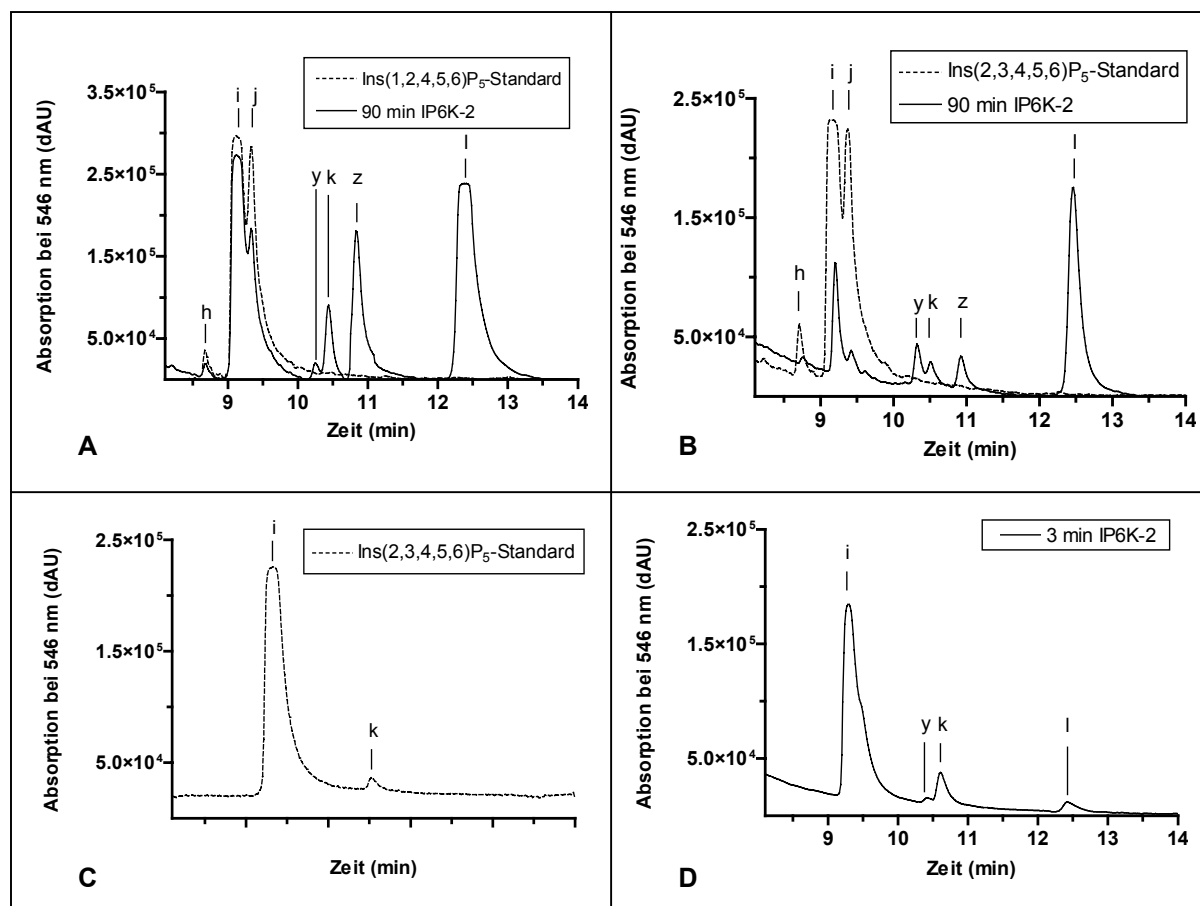 Absorption bei 546 nm (dAU)
3.5×10⁵
2.5×10⁵
1.5×10⁵
5.0×10⁴
Ins(1,2,4,5,6)P₅-Standard
90 min IP6K-2
h
i
j
y
k
z
l
9 10 11 12 13 14
Zeit (min)
A
Absorption bei 546 nm (dAU)
2.5×10⁵
1.5×10⁵
5.0×10⁴
Ins(2,3,4,5,6)P₅-Standard
90 min IP6K-2
h
i
j
y
k
z
l
9 10 11 12 13 14
Zeit (min)
B
Absorption bei 546 nm (dAU)
2.5×10⁵
1.5×10⁵
5.0×10⁴
Ins(2,3,4,5,6)P₅-Standard
i
k
Zeit (min)
C
Absorption bei 546 nm (dAU)
2.5×10⁵
1.5×10⁵
5.0×10⁴
3 min IP6K-2
i
y
k
l
9 10 11 12 13 14
Zeit (min)
D